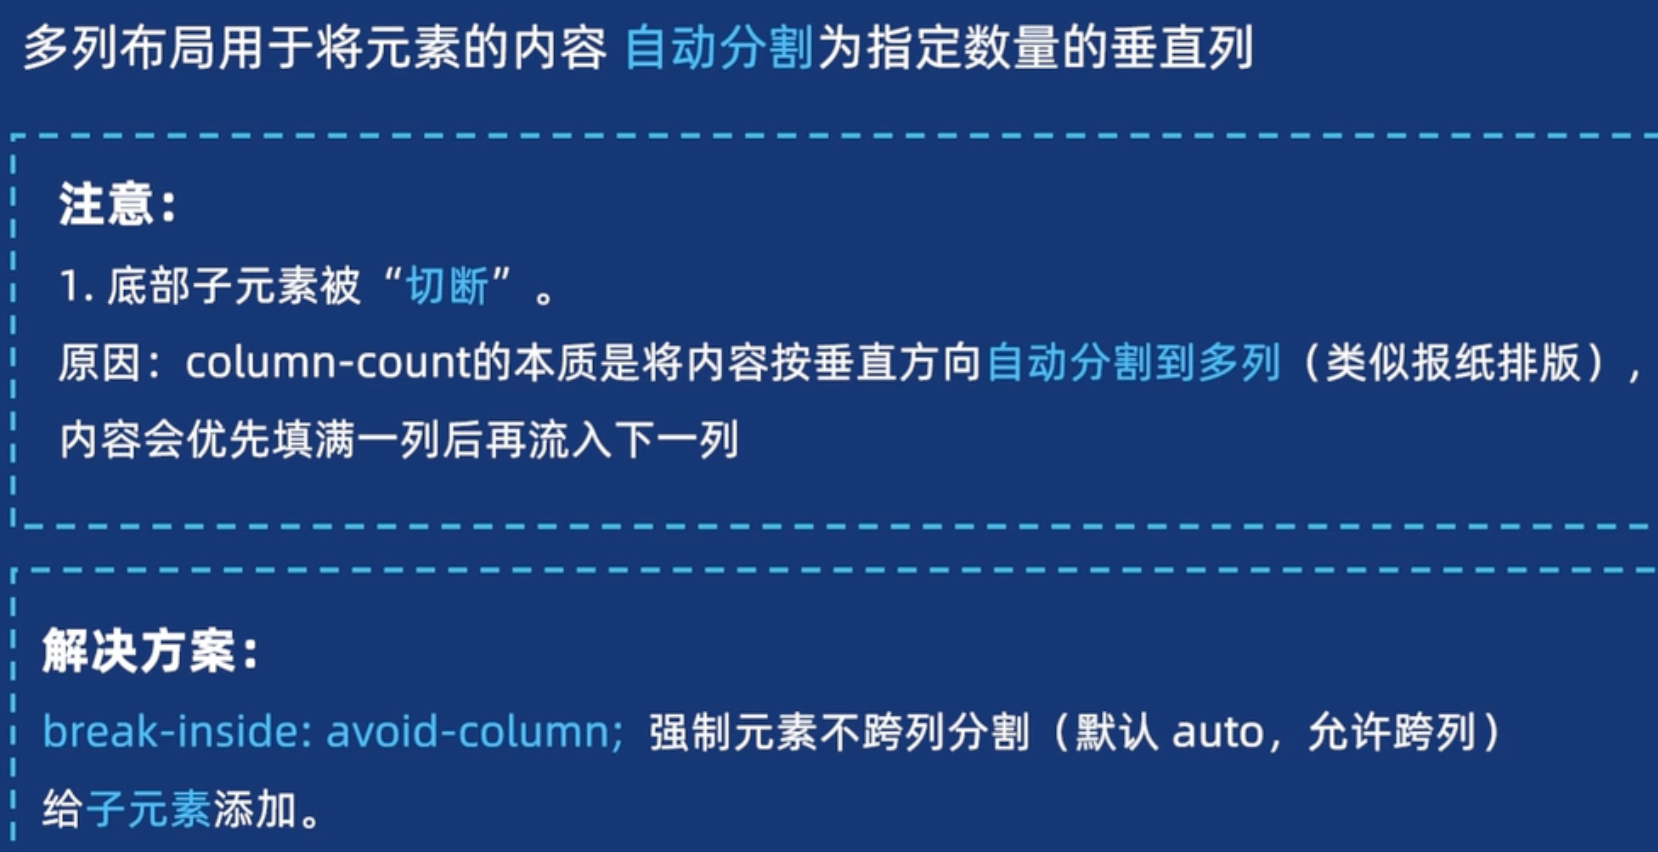 多列布局用于将元素的内容 自动分割为指定数量的垂直列
注意：
1. 底部子元素被“切断”。
原因：column-count的本质是将内容按垂直方向自动分割到多列（类似报纸排版），
内容会优先填满一列后再流入下一列
解决方案：
break-inside: avoid-column; 强制元素不跨列分割（默认 auto，允许跨列）
给子元素添加。